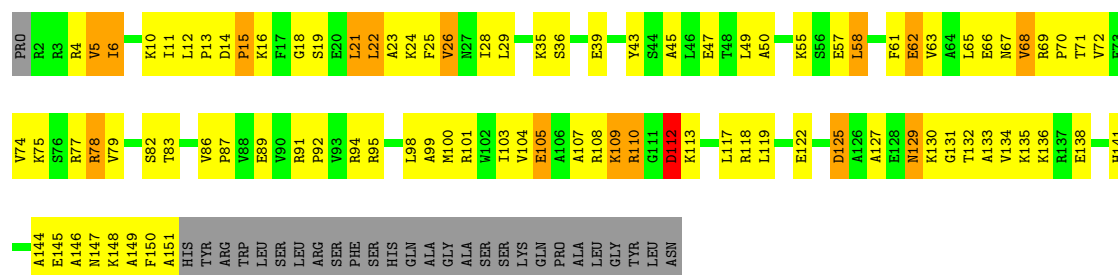 PRO R2 R3 R4 V5 I6 K10 I11 L12 P13 D14 P15 K16 F17 G18 S19 E20 L21 L22 A23 K24 F25 V26 N27 I28 L29 K35 S36 E39 Y43 S44 A45 L46 E47 T48 L49 A50 K55 S56 E57 L58 F61 E62 V63 A64 L65 E66 N67 V68 R69 P70 T71 V72
V74 K75 S76 R77 R78 V79 S82 T83 V86 P87 V88 E89 V90 R91 P92 V93 R94 R95 L98 A99 M100 R101 W102 I103 V104 E105 A106 A107 R108 K109 R110 G111 D112 K113 L117 R118 L119 E122 D125 A126 A127 E128 N129 K130 G131 T132 A133 V134 K135 K136 R137 E138
A144 E145 A146 N147 K148 A149 F150 A151 HIS TYR ARG TRP LEU SER LEU ARG SER PHE SER HIS GLN ALA GLY ALA SER SER LYS GLN PRO ALA LEU GLY TYR LEU ASN